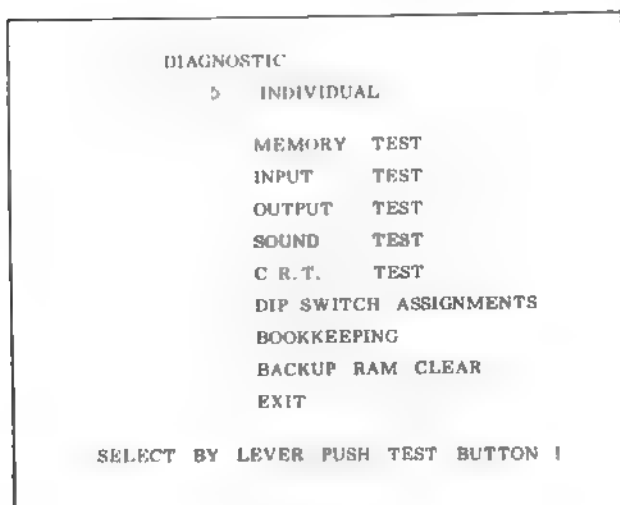 DIAGNOSTIC
INDIVIDUAL
MEMORY TEST
INPUT TEST
OUTPUT TEST
SOUND TEST
C R.T. TEST
DIP SWITCH ASSIGNMENTS
BOOKKEEPING
BACKUP RAM CLEAR
EXIT
SELECT BY LEVER PUSH TEST BUTTON !